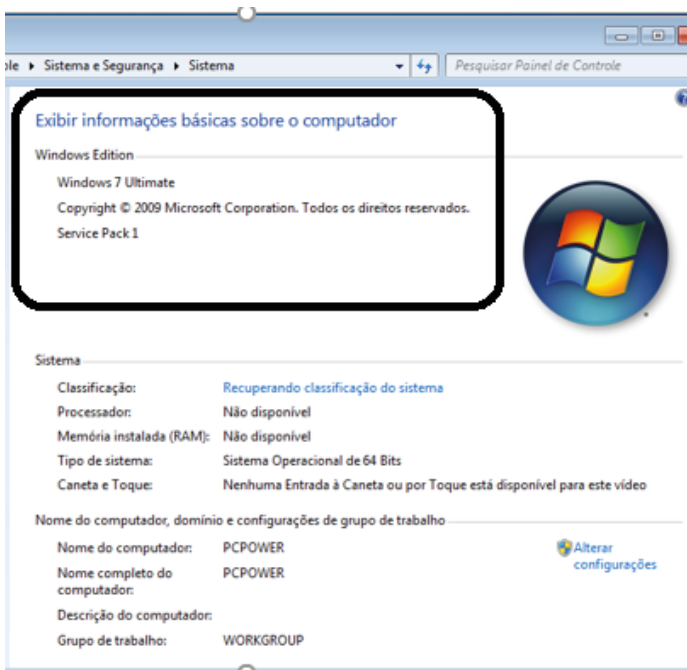 Sistema e Segurança ▸ Sistema
Pesquisar Painel de Controle
Exibir informações básicas sobre o computador
Windows Edition
Windows 7 Ultimate
Copyright © 2009 Microsoft Corporation. Todos os direitos reservados.
Service Pack 1
Sistema
Classificação: Recuperando classificação do sistema
Processador: Não disponível
Memória instalada (RAM): Não disponível
Tipo de sistema: Sistema Operacional de 64 Bits
Caneta e Toque: Nenhuma Entrada à Caneta ou por Toque está disponível para este vídeo
Nome do computador, domínio e configurações de grupo de trabalho
Nome do computador: PCPOWER
Alterar
configurações
Nome completo do
computador:
PCPOWER
Descrição do computador:
Grupo de trabalho: WORKGROUP